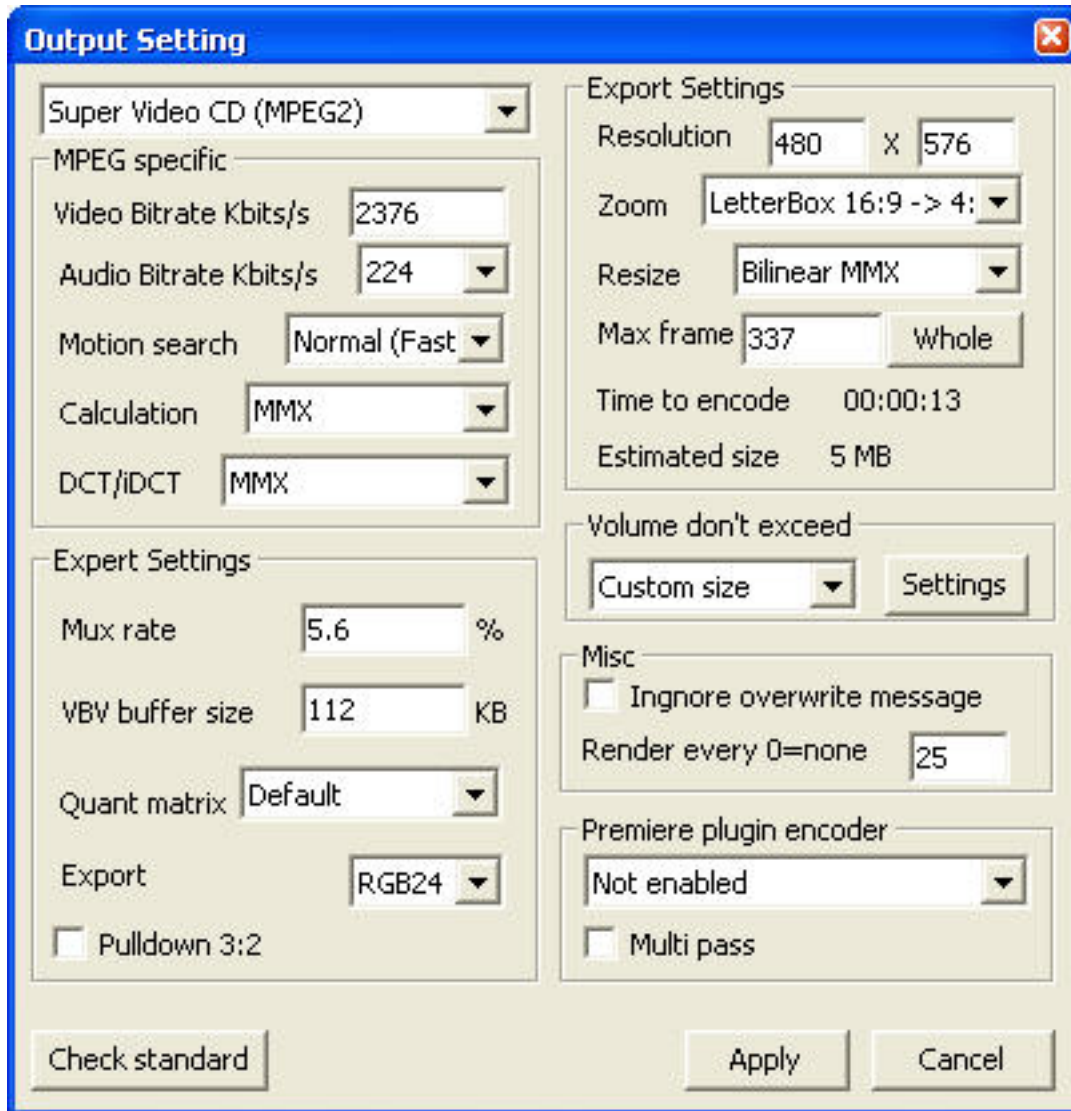 Output Setting
Super Video CD (MPEG2)
MPEG specific
Video Bitrate Kbits/s 2376
Audio Bitrate Kbits/s 224
Motion search Normal (Fast
Calculation MMX
DCT/iDCT MMX
Expert Settings
Mux rate 5.6 %
VBV buffer size 112 KB
Quant matrix Default
Export RGB24
Pulldown 3:2
Export Settings
Resolution 480 X 576
Zoom LetterBox 16:9 -> 4:
Resize Bilinear MMX
Max frame 337 Whole
Time to encode 00:00:13
Estimated size 5 MB
Volume don't exceed
Custom size Settings
Misc
Ingnore overwrite message
Render every 0=none 25
Premiere plugin encoder
Not enabled
Multi pass
Check standard Apply Cancel